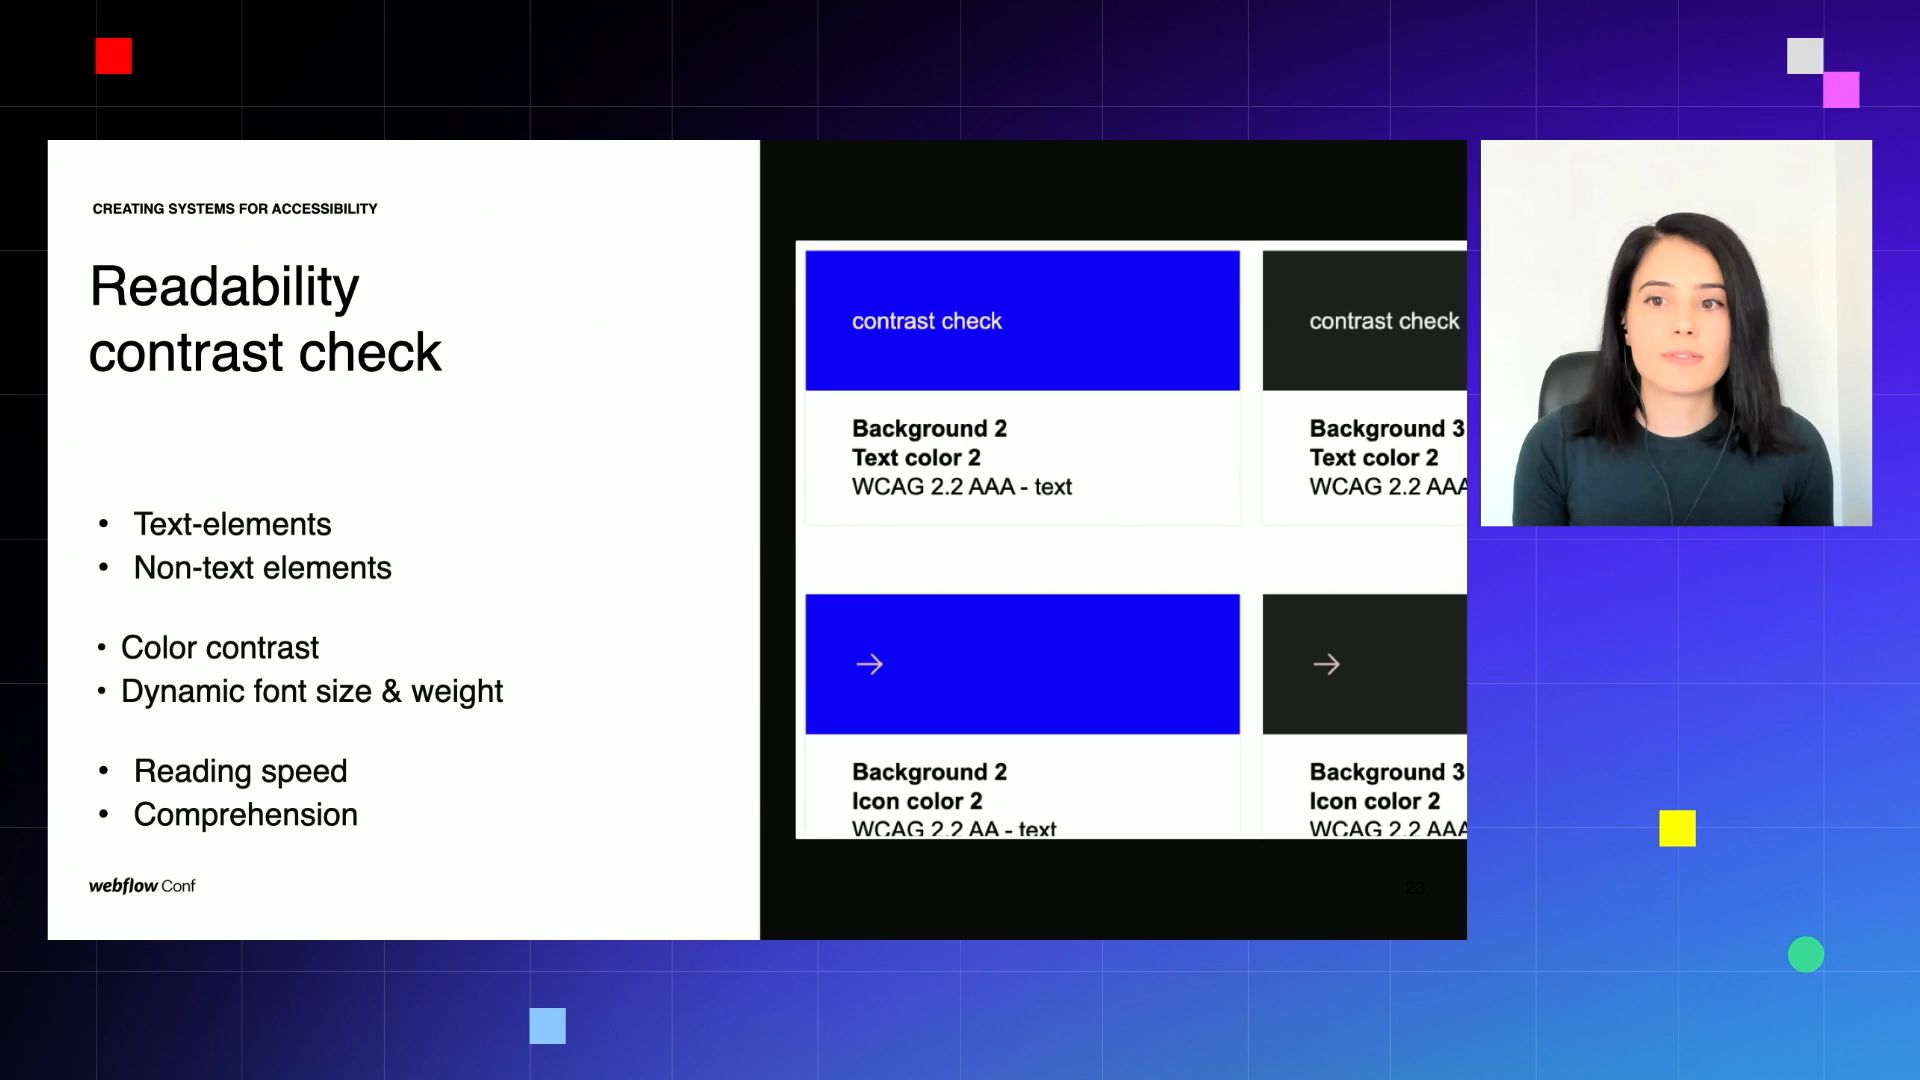 CREATING SYSTEMS FOR ACCESSIBILITY
Readability
contrast check
• Text-elements
• Non-text elements
• Color contrast
• Dynamic font size & weight
• Reading speed
• Comprehension
webflow Conf
contrast check
Background 2
Text color 2
WCAG 2.2 AAA - text
contrast check
Background 3
Text color 2
WCAG 2.2 AAA
→
Background 2
Icon color 2
WCAG 2.2 AA - text
→
Background 3
Icon color 2
WCAG 2.2 AAA
23